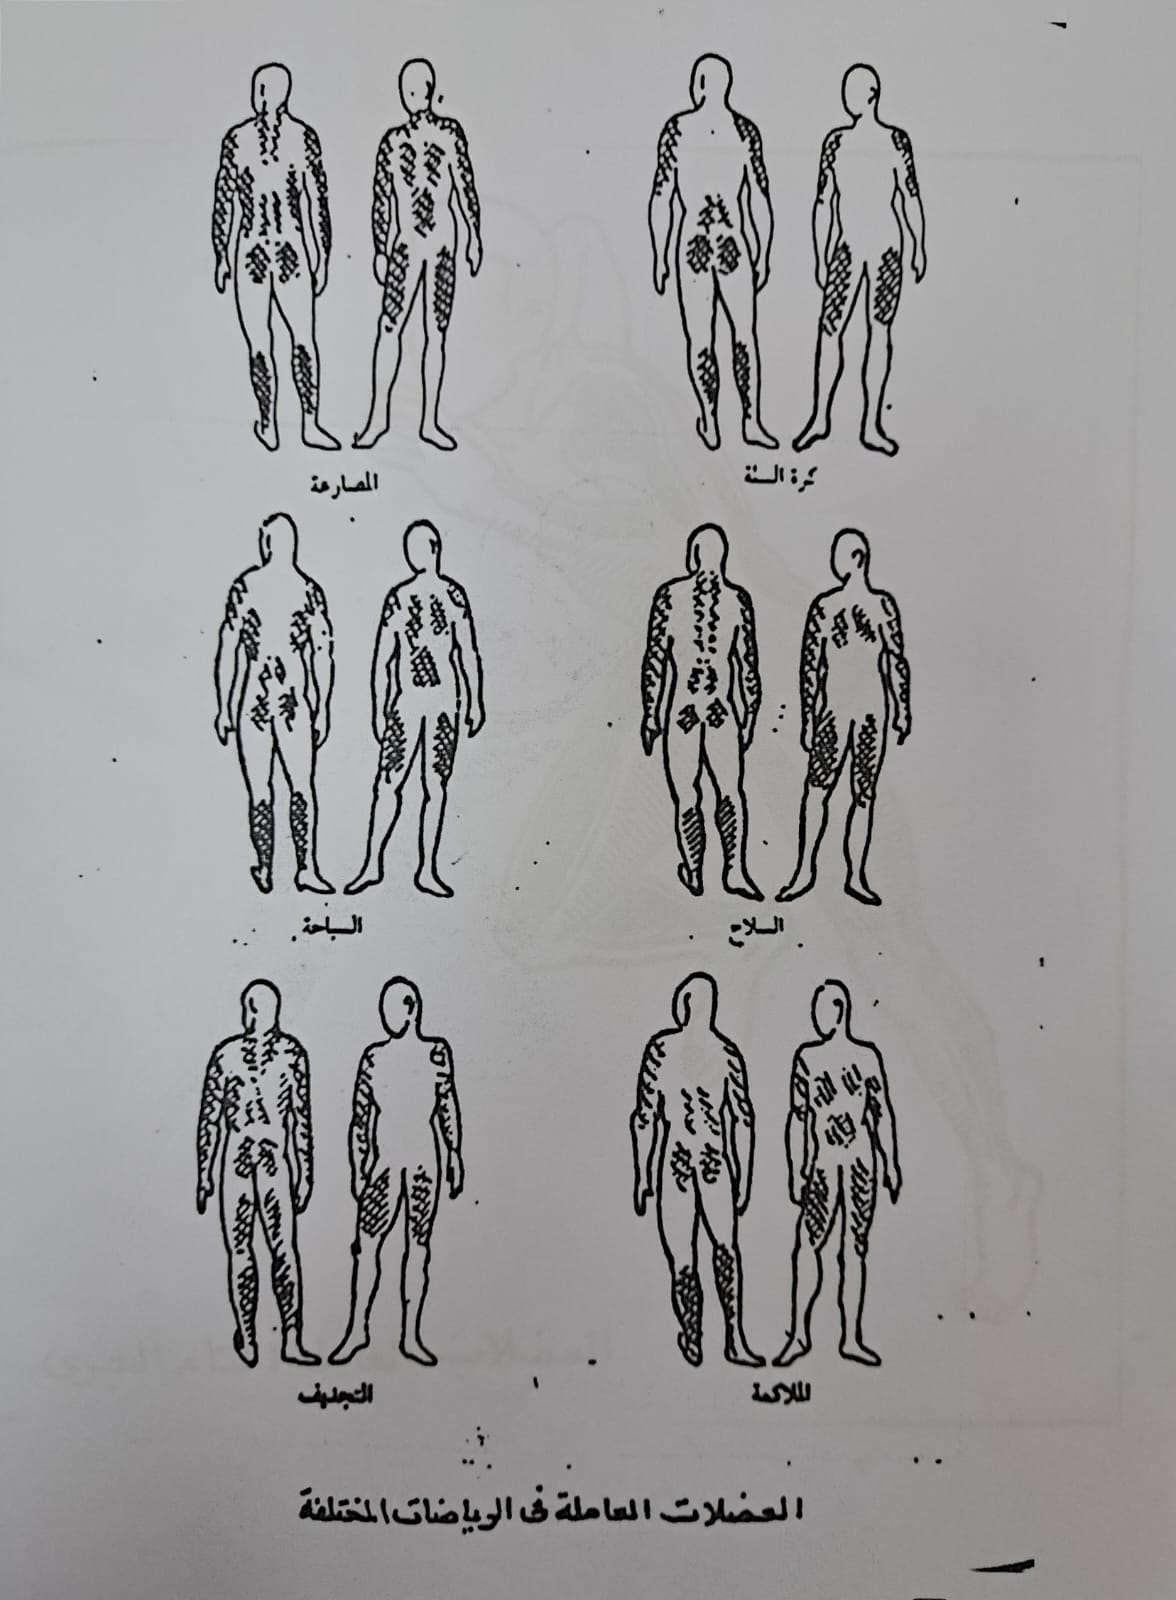 كرة السلة
المصارعة
السلاح
السباحة
الملاكمة
التجديف
العضلات العاملة فى الرياضات المختلفة